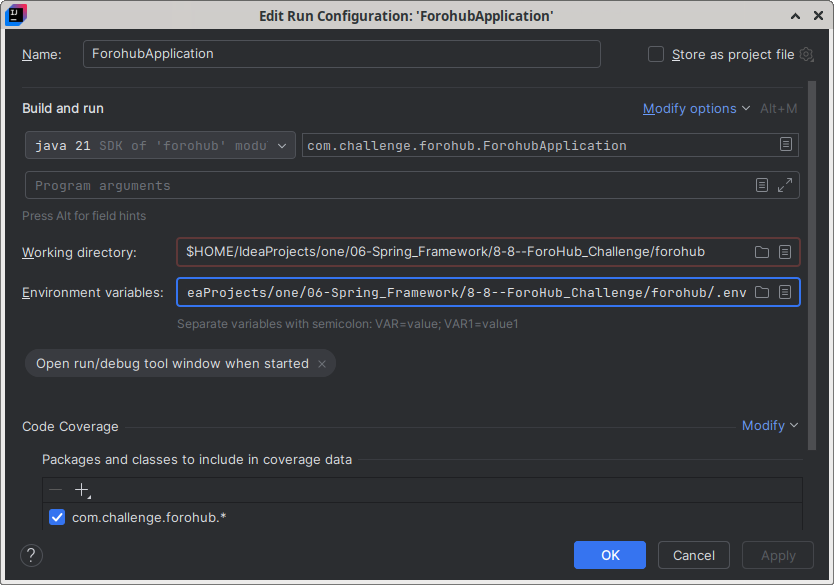 Edit Run Configuration: 'ForohubApplication'
Name: ForohubApplication Store as project file
Build and run Modify options Alt+M
java 21 SDK of 'forohub' modu com.challenge.forohub.ForohubApplication
Program arguments
Press Alt for field hints
Working directory: $HOME/IdeaProjects/one/06-Spring_Framework/8-8--ForoHub_Challenge/forohub
Environment variables: eaProjects/one/06-Spring_Framework/8-8--ForoHub_Challenge/forohub/.env
Separate variables with semicolon: VAR=value; VAR1=value1
Open run/debug tool window when started
Code Coverage Modify
Packages and classes to include in coverage data
com.challenge.forohub.*
? OK Cancel Apply